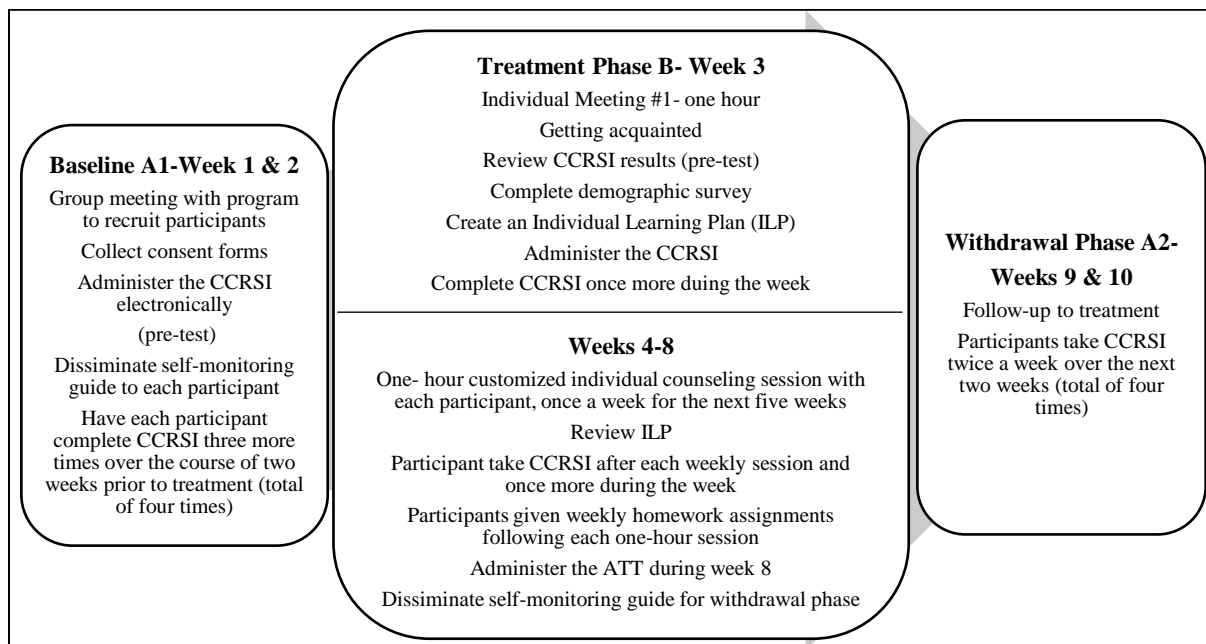 Baseline A1-Week 1 & 2
Group meeting with program
to recruit participants
Collect consent forms
Administer the CCRSI
electronically
(pre-test)
Dissiminate self-monitoring
guide to each participant
Have each participant
complete CCRSI three more
times over the course of two
weeks prior to treatment (total
of four times)
Treatment Phase B- Week 3
Individual Meeting #1- one hour
Getting acquainted
Review CCRSI results (pre-test)
Complete demographic survey
Create an Individual Learning Plan (ILP)
Administer the CCRSI
Complete CCRSI once more duing the week
Weeks 4-8
One- hour customized individual counseling session with
each participant, once a week for the next five weeks
Review ILP
Participant take CCRSI after each weekly session and
once more during the week
Participants given weekly homework assignments
following each one-hour session
Administer the ATT during week 8
Dissiminate self-monitoring guide for withdrawal phase
Withdrawal Phase A2-
Weeks 9 & 10
Follow-up to treatment
Participants take CCRSI
twice a week over the next
two weeks (total of four
times)